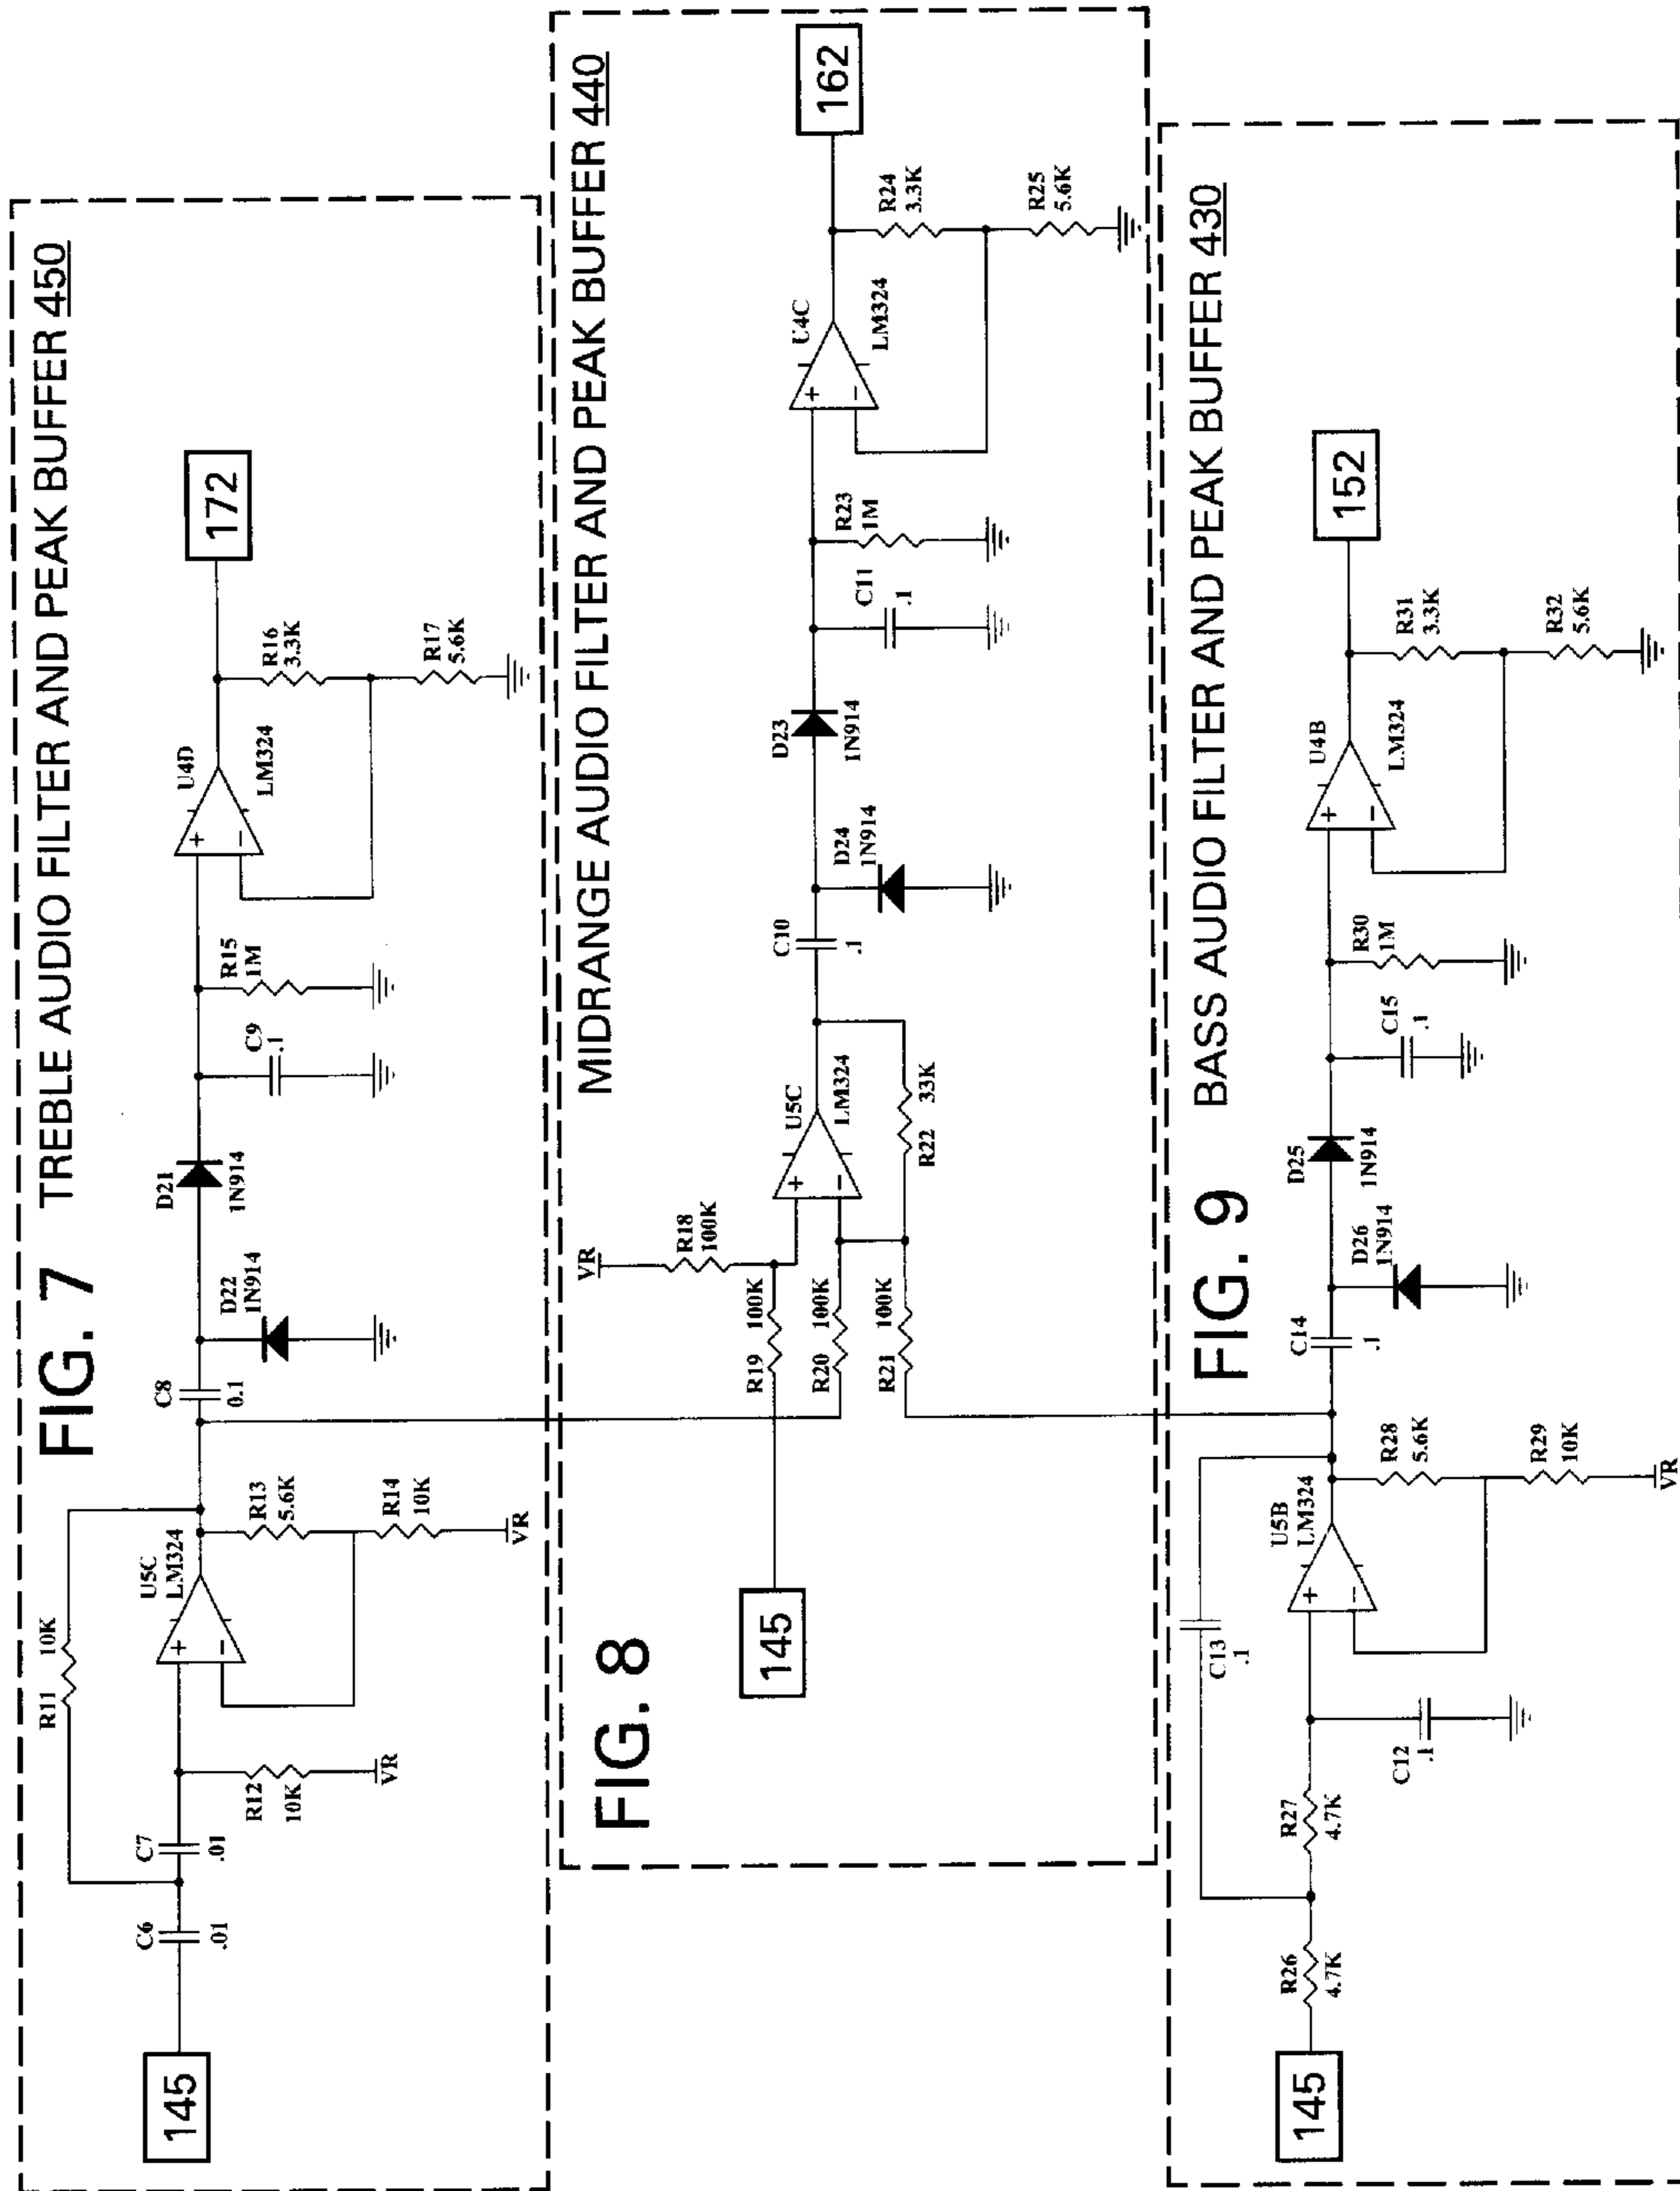 FIG. 7 TREBLE AUDIO FILTER AND PEAK BUFFER 450
145
C6
.01
C7
.01
R11 10K
R12
10K
VR
U5C
LM324
+
−
R13
5.6K
R14
10K
VR
C8
0.1
D22
1N914
D21
1N914
C9
.1
R15
1M
U4D
+
−
LM324
R16
3.3K
R17
5.6K
172
FIG. 8 MIDRANGE AUDIO FILTER AND PEAK BUFFER 440
145
VR
R18
100K
R19 100K
R20 100K
R21 100K
U5C
+
−
LM324
R22 33K
C10
.1
D24
1N914
D23
1N914
C11
.1
R23
1M
U4C
+
−
LM324
R24
3.3K
R25
5.6K
162
FIG. 9 BASS AUDIO FILTER AND PEAK BUFFER 430
145
R26
4.7K
R27
4.7K
C13
.1
C12
.1
U5B
LM324
+
−
R28
5.6K
R29
10K
VR
C14
.1
D26
1N914
D25
1N914
C15
.1
R30
1M
U4B
+
−
LM324
R31
3.3K
R32
5.6K
152